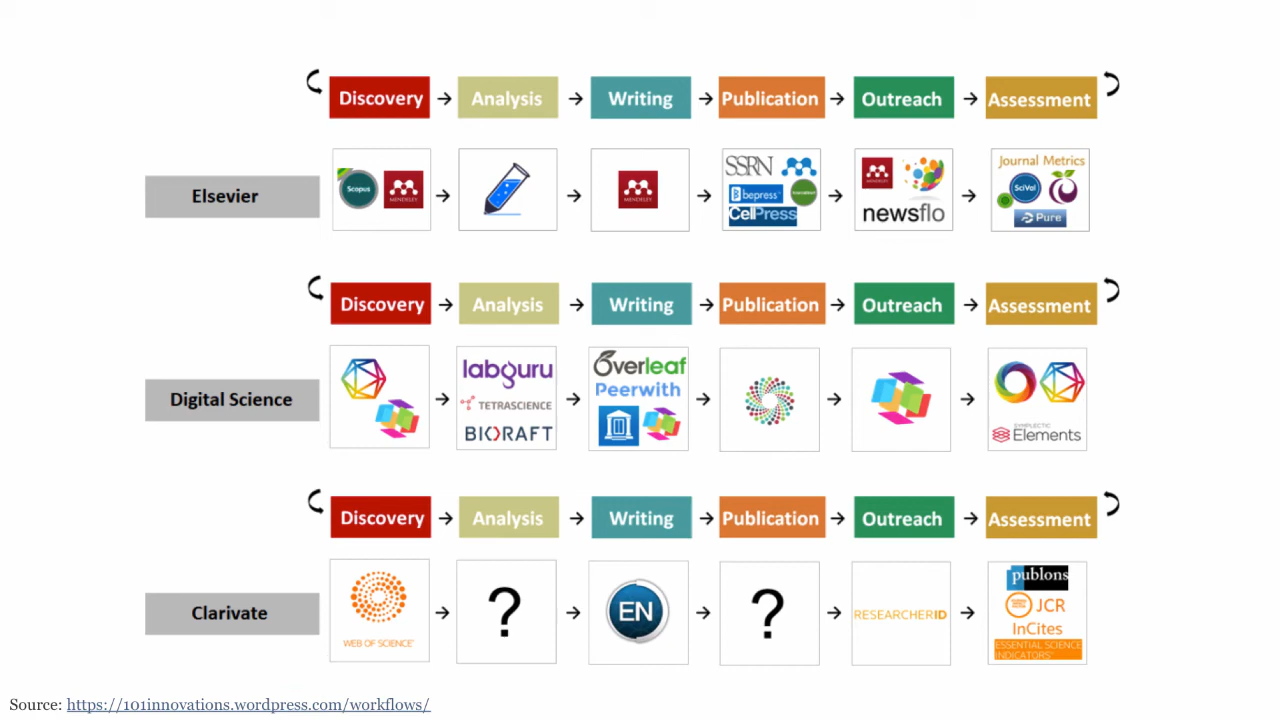 Discovery → Analysis → Writing → Publication → Outreach → Assessment
Elsevier
Scopus
MENDELEY
MENDELEY
SSRN
bepress
CellPress
MENDELEY
newsflo
Journal Metrics
SciVal
Pure
Discovery → Analysis → Writing → Publication → Outreach → Assessment
Digital Science
labguru
TETRASCIENCE
BIORAFT
Overleaf
Peerwith
SYMPLECTIC
Elements
Discovery → Analysis → Writing → Publication → Outreach → Assessment
Clarivate
WEB OF SCIENCE
?
EN
?
RESEARCHERID
publons
JCR
InCites
ESSENTIAL SCIENCE
INDICATORS
Source: https://101innovations.wordpress.com/workflows/